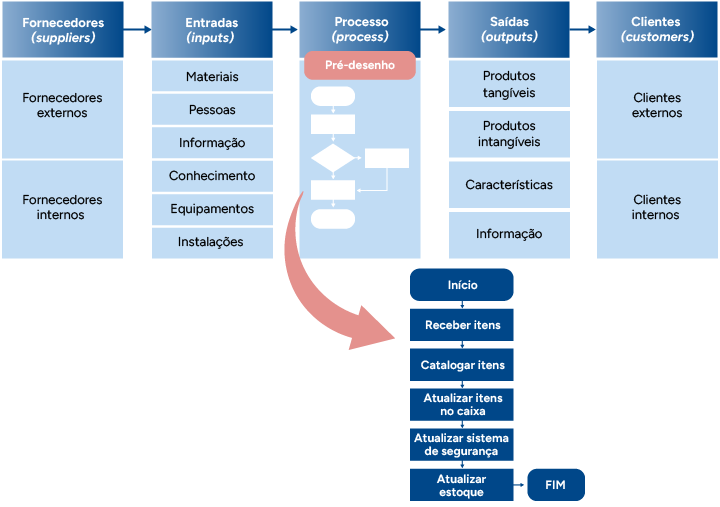 Fornecedores
(suppliers)
Entradas
(inputs)
Processo
(process)
Saídas
(outputs)
Clientes
(customers)
Fornecedores
externos
Fornecedores
internos
Materiais
Pessoas
Informação
Conhecimento
Equipamentos
Instalações
Pré-desenho
Produtos
tangíveis
Produtos
intangíveis
Características
Informação
Clientes
externos
Clientes
internos
Início
Receber itens
Catalogar itens
Atualizar itens
no caixa
Atualizar sistema
de segurança
Atualizar
estoque
FIM